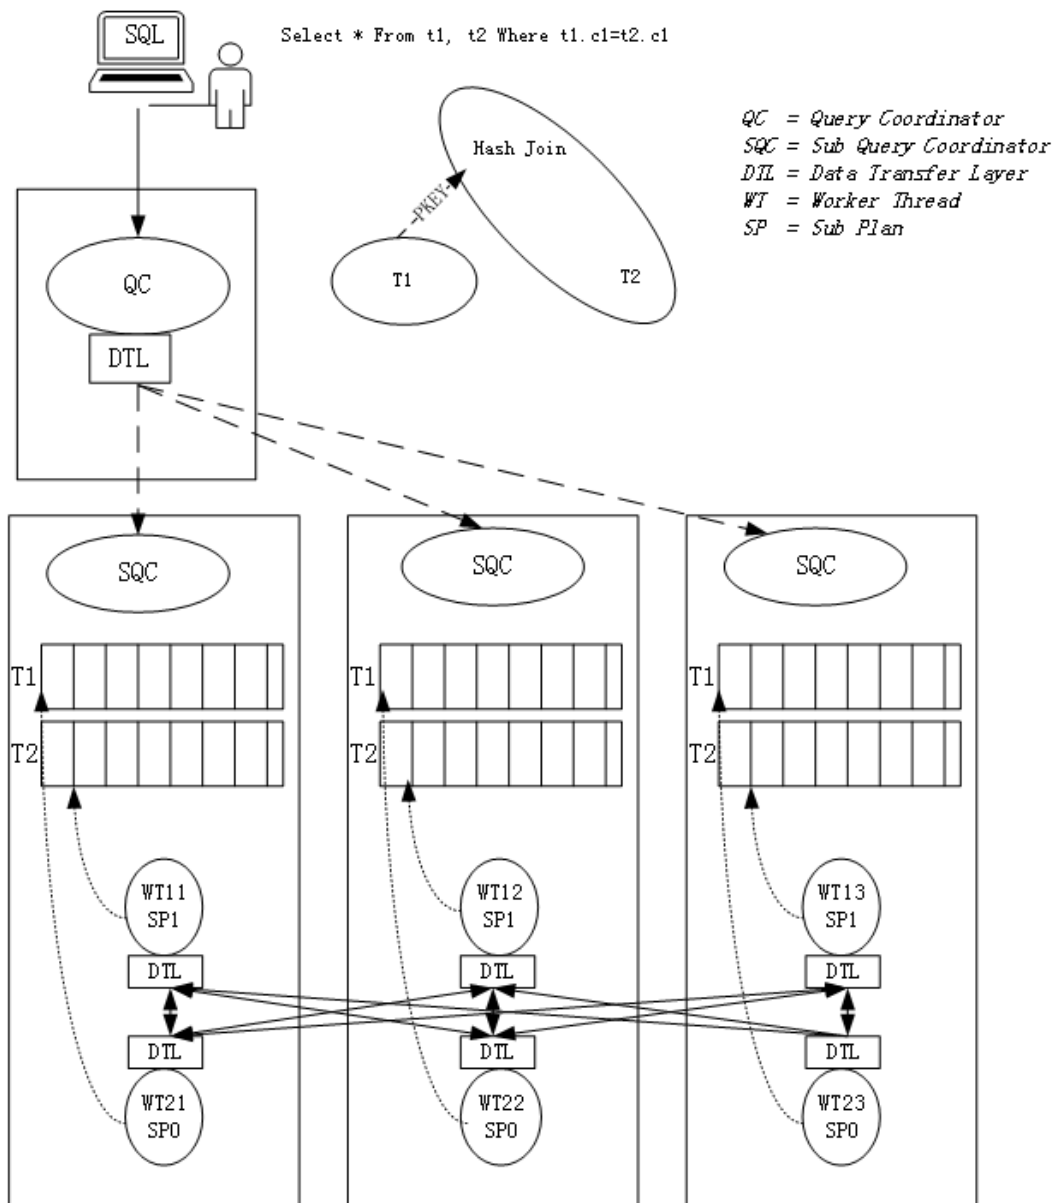 SQL
Select * From t1, t2 Where t1.c1=t2.c1
Hash Join
-PKEY-
T1
T2
QC = Query Coordinator
SQC = Sub Query Coordinator
DTL = Data Transfer Layer
WT = Worker Thread
SP = Sub Plan
QC
DTL
SQC
SQC
SQC
T1
T1
T1
T2
T2
T2
WT11
SP1
WT12
SP1
WT13
SP1
DTL
DTL
DTL
DTL
DTL
DTL
WT21
SP0
WT22
SP0
WT23
SP0